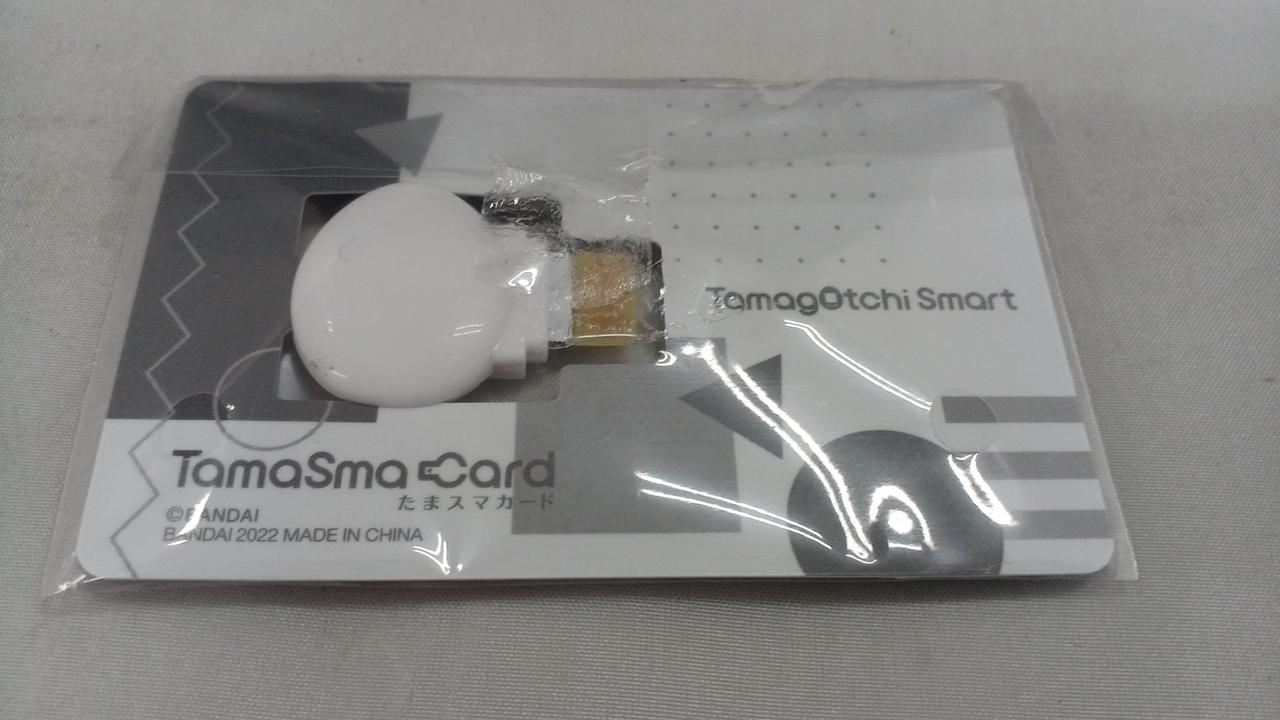 Tamagotchi Smart
TamaSma Card
たまスマカード
©BANDAI
BANDAI 2022 MADE IN CHINA